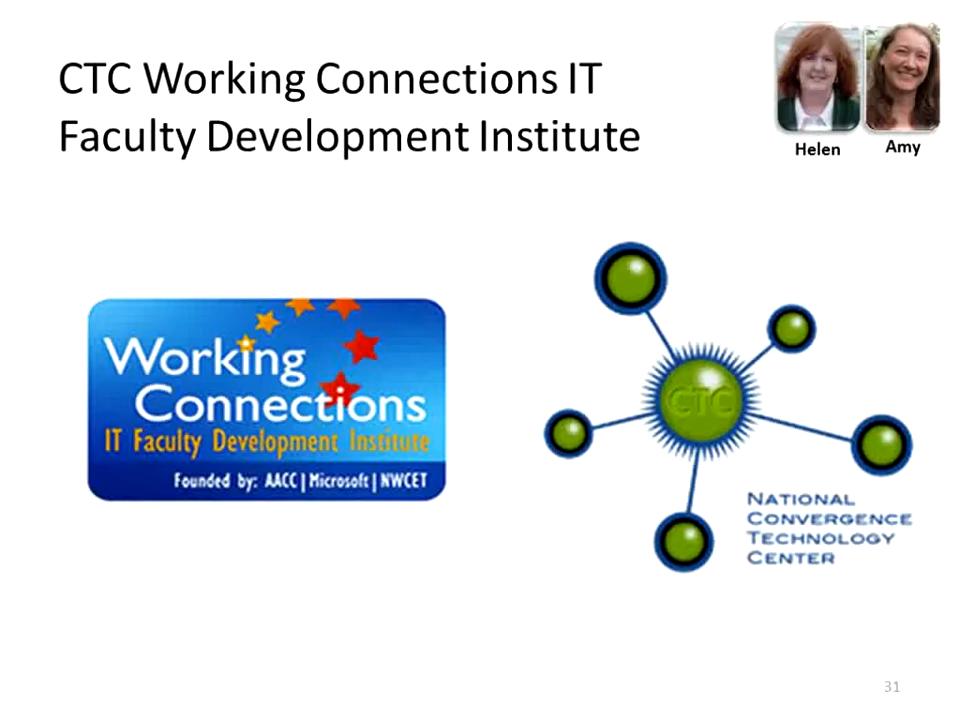 CTC Working Connections IT
Faculty Development Institute
Helen
Amy
Working
Connections
IT Faculty Development Institute
Founded by: AACC | Microsoft | NWCET
CTC
NATIONAL
CONVERGENCE
TECHNOLOGY
CENTER
31